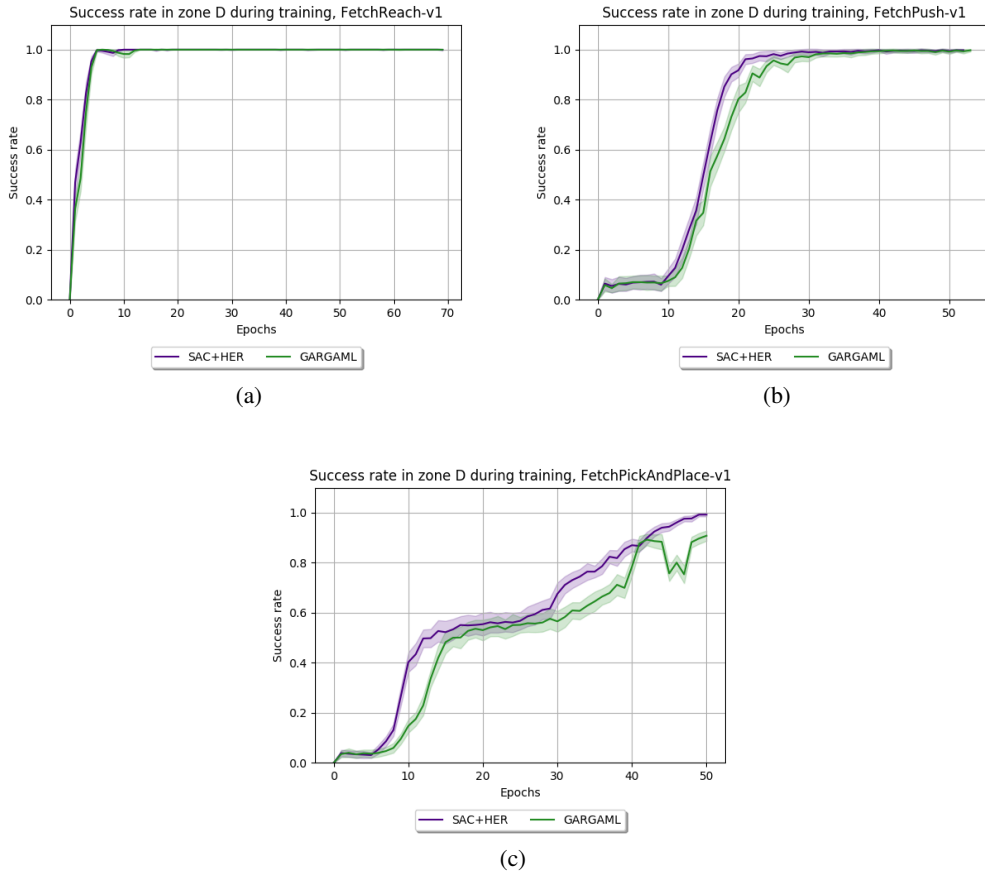 Success rate in zone D during training, FetchReach-v1
1.0
0.8
0.6
0.4
0.2
0.0
Success rate
0 10 20 30 40 50 60 70
Epochs
SAC+HER GARGAML
(a)
Success rate in zone D during training, FetchPush-v1
1.0
0.8
0.6
0.4
0.2
0.0
Success rate
0 10 20 30 40 50
Epochs
SAC+HER GARGAML
(b)
Success rate in zone D during training, FetchPickAndPlace-v1
1.0
0.8
0.6
0.4
0.2
0.0
Success rate
0 10 20 30 40 50
Epochs
SAC+HER GARGAML
(c)